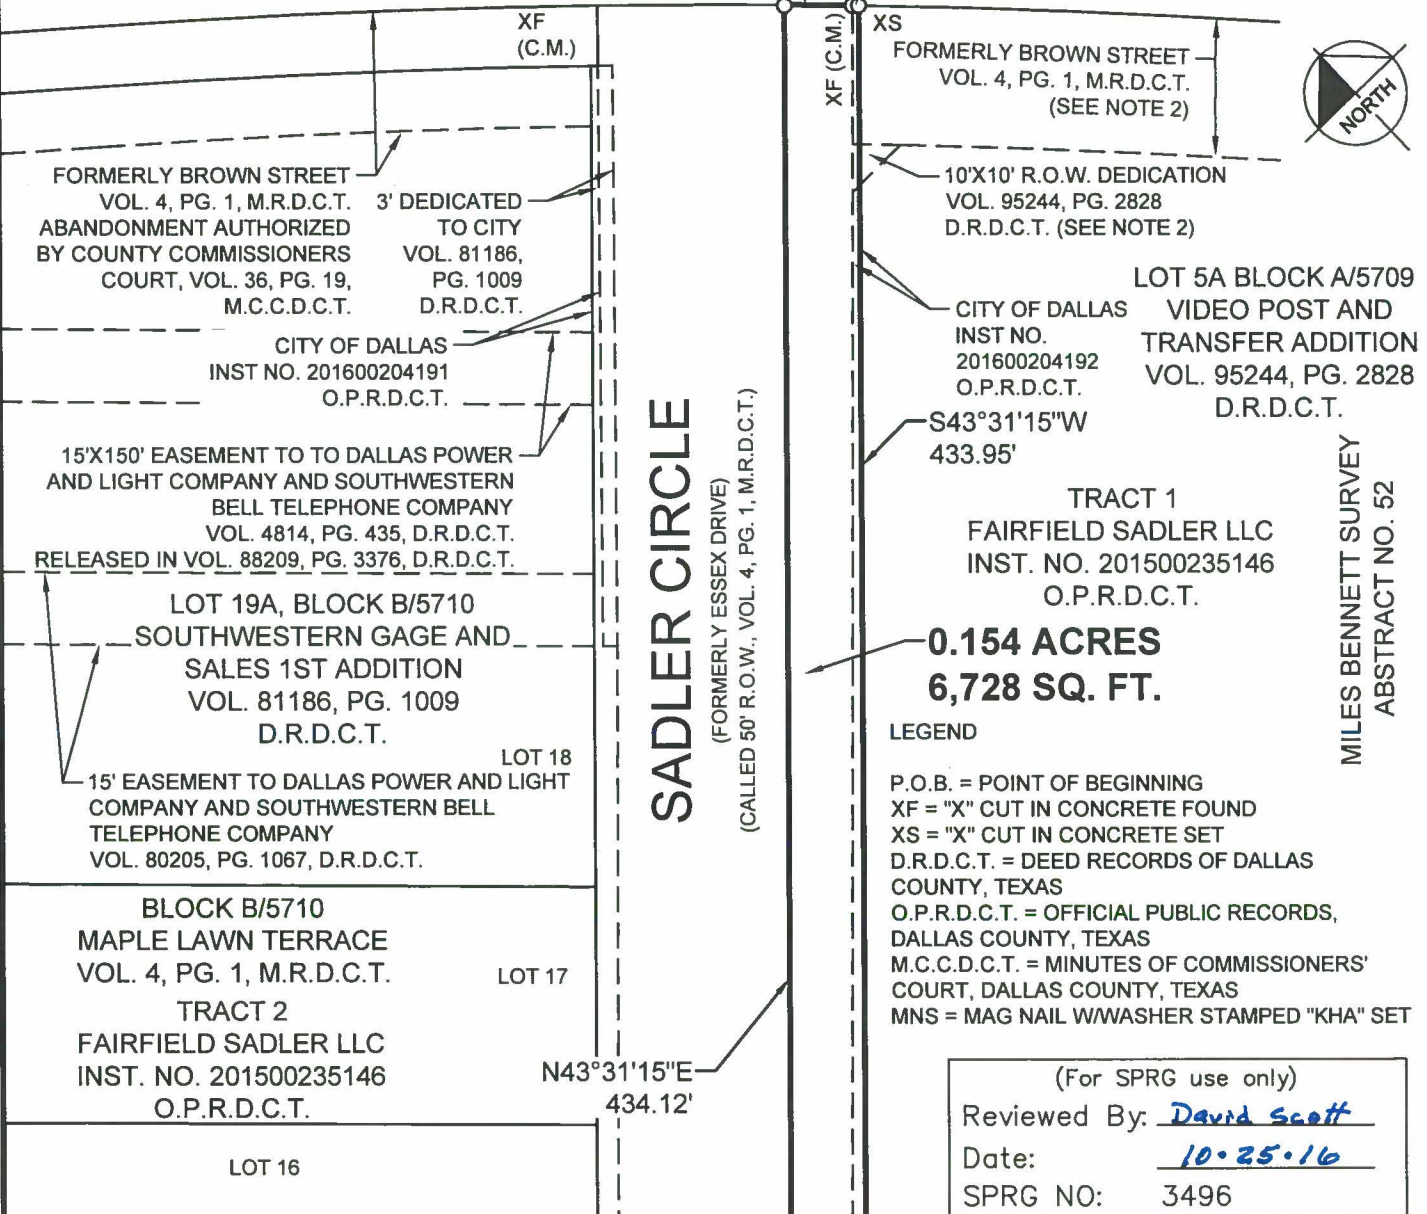 XF
(C.M.)
FORMERLY BROWN STREET
VOL. 4, PG. 1, M.R.D.C.T.
ABANDONMENT AUTHORIZED
BY COUNTY COMMISSIONERS
COURT, VOL. 36, PG. 19,
M.C.C.D.C.T.
3' DEDICATED
TO CITY
VOL. 81186,
PG. 1009
D.R.D.C.T.
CITY OF DALLAS
INST NO. 201600204191
O.P.R.D.C.T.
15'X150' EASEMENT TO TO DALLAS POWER
AND LIGHT COMPANY AND SOUTHWESTERN
BELL TELEPHONE COMPANY
VOL. 4814, PG. 435, D.R.D.C.T.
RELEASED IN VOL. 88209, PG. 3376, D.R.D.C.T.
LOT 19A, BLOCK B/5710
SOUTHWESTERN GAGE AND
SALES 1ST ADDITION
VOL. 81186, PG. 1009
D.R.D.C.T.
LOT 18
15' EASEMENT TO DALLAS POWER AND LIGHT
COMPANY AND SOUTHWESTERN BELL
TELEPHONE COMPANY
VOL. 80205, PG. 1067, D.R.D.C.T.
BLOCK B/5710
MAPLE LAWN TERRACE
VOL. 4, PG. 1, M.R.D.C.T.
LOT 17
TRACT 2
FAIRFIELD SADLER LLC
INST. NO. 201500235146
O.P.R.D.C.T.
LOT 16
N43°31'15"E
434.12'
SADLER CIRCLE
(FORMERLY ESSEX DRIVE)
(CALLED 50' R.O.W., VOL. 4, PG. 1, M.R.D.C.T.)
XF (C.M.)
XS
FORMERLY BROWN STREET
VOL. 4, PG. 1, M.R.D.C.T.
(SEE NOTE 2)
NORTH
10'X10' R.O.W. DEDICATION
VOL. 95244, PG. 2828
D.R.D.C.T. (SEE NOTE 2)
CITY OF DALLAS
INST NO.
201600204192
O.P.R.D.C.T.
LOT 5A BLOCK A/5709
VIDEO POST AND
TRANSFER ADDITION
VOL. 95244, PG. 2828
D.R.D.C.T.
S43°31'15"W
433.95'
TRACT 1
FAIRFIELD SADLER LLC
INST. NO. 201500235146
O.P.R.D.C.T.
MILES BENNETT SURVEY
ABSTRACT NO. 52
0.154 ACRES
6,728 SQ. FT.
LEGEND
P.O.B. = POINT OF BEGINNING
XF = "X" CUT IN CONCRETE FOUND
XS = "X" CUT IN CONCRETE SET
D.R.D.C.T. = DEED RECORDS OF DALLAS
COUNTY, TEXAS
O.P.R.D.C.T. = OFFICIAL PUBLIC RECORDS,
DALLAS COUNTY, TEXAS
M.C.C.D.C.T. = MINUTES OF COMMISSIONERS'
COURT, DALLAS COUNTY, TEXAS
MNS = MAG NAIL W/WASHER STAMPED "KHA" SET
(For SPRG use only)
Reviewed By: David Scott
Date: 10·25·16
SPRG NO: 3496